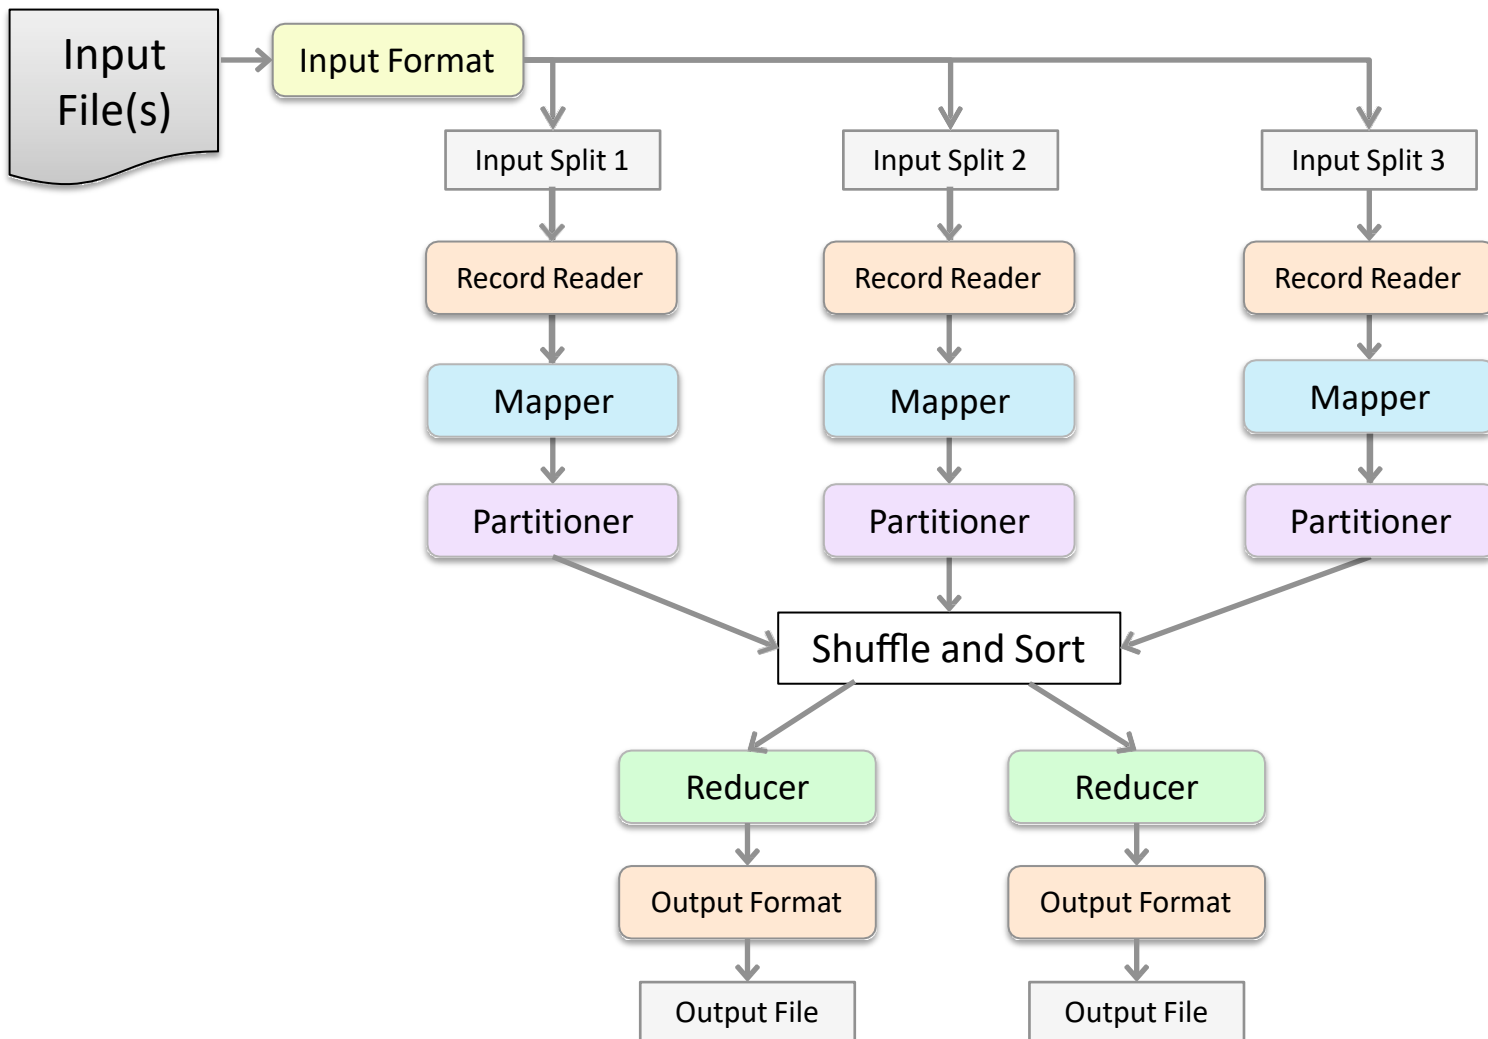 Input
File(s)
Input Format
Input Split 1
Input Split 2
Input Split 3
Record Reader
Record Reader
Record Reader
Mapper
Mapper
Mapper
Partitioner
Partitioner
Partitioner
Shuffle and Sort
Reducer
Reducer
Output Format
Output Format
Output File
Output File